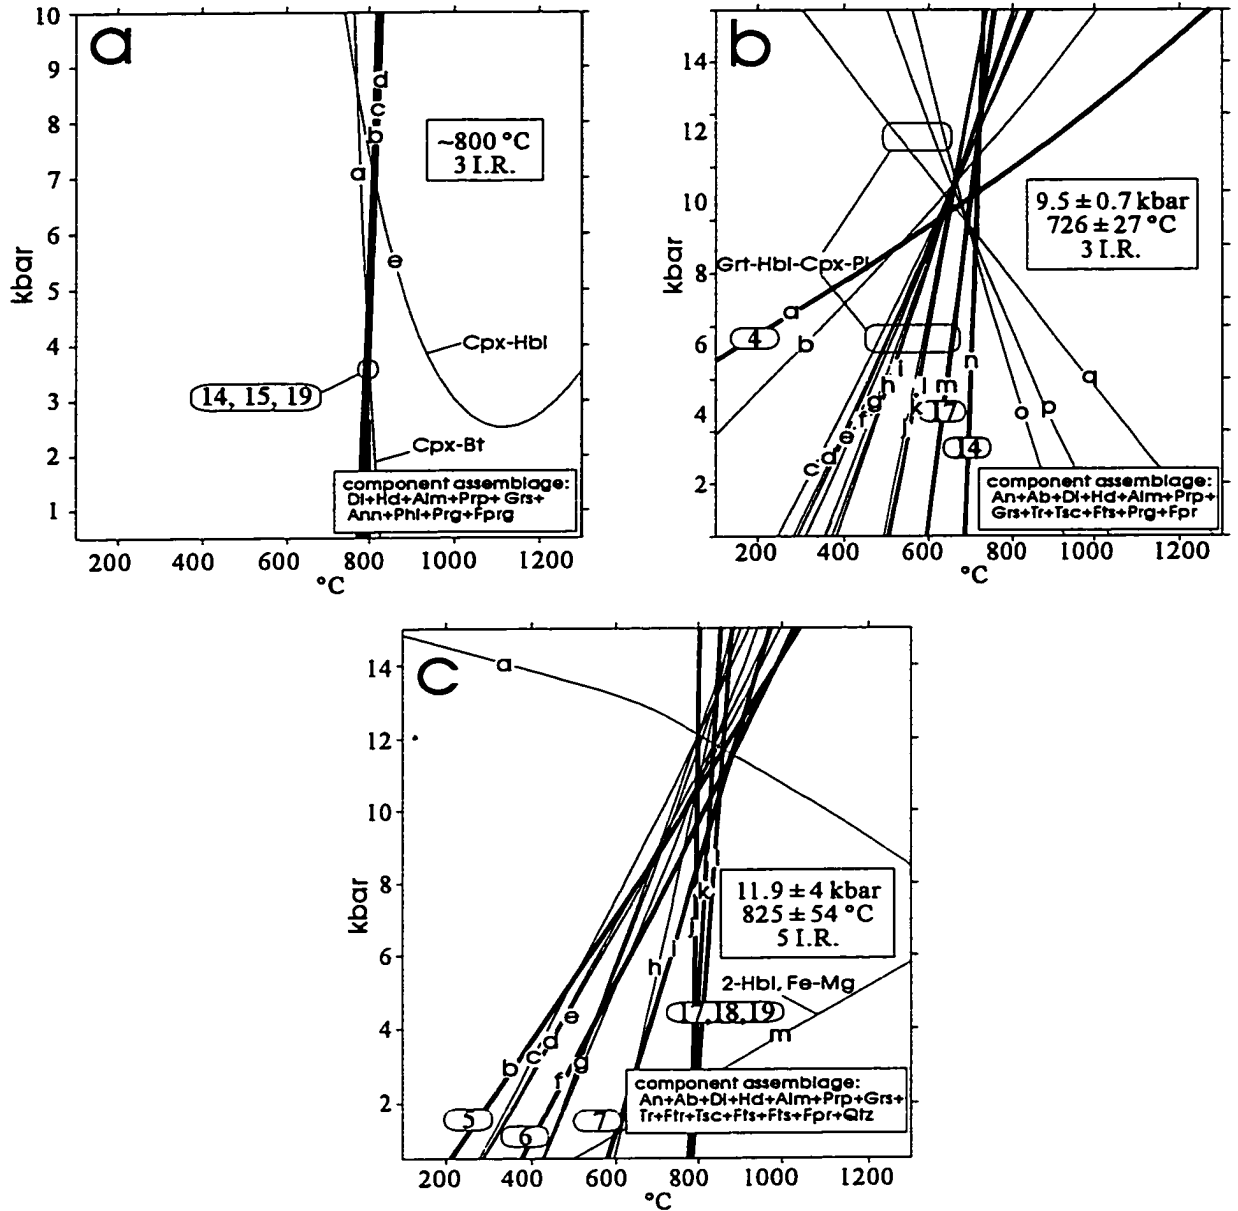 a
10
9
8
7
6
5
4
3
2
1
kbar
200
400
600
800
1000
1200
°C
d
c
b
a
e
~800 °C
3 I.R.
Cpx-Hbl
14, 15, 19
Cpx-Bt
component assemblage:
Di+Hd+Alm+Prp+ Grs+
Ann+Phl+Prg+Fprg
b
14
12
10
8
6
4
2
kbar
200
400
600
800
1000
1200
°C
9.5 ± 0.7 kbar
726 ± 27 °C
3 I.R.
Grt-Hbl-Cpx-Pl
a
4
b
i
h
g
f
e
d
c
l
k
j
m
n
17
14
o
p
q
component assemblage:
An+Ab+Di+Hd+Alm+Prp+
Grs+Tr+Tsc+Fts+Prg+Fpr
c
14
12
10
8
6
4
2
kbar
200
400
600
800
1000
1200
°C
a
11.9 ± 4 kbar
825 ± 54 °C
5 I.R.
l
k
j
i
h
2-Hbl, Fe-Mg
17, 18, 19
m
e
d
c
b
g
f
5
6
7
component assemblage:
An+Ab+Di+Hd+Alm+Prp+Grs+
Tr+Ftr+Tsc+Fts+Fts+Fpr+Qtz